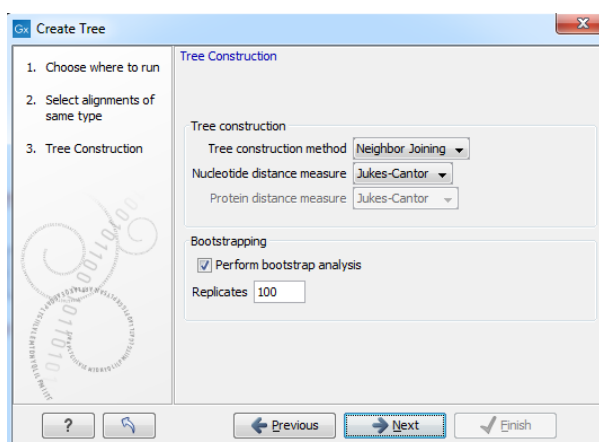 Gx Create Tree
X
1. Choose where to run
2. Select alignments of
same type
3. Tree Construction
Tree Construction
Tree construction
Tree construction method Neighbor Joining
Nucleotide distance measure Jukes-Cantor
Protein distance measure Jukes-Cantor
Bootstrapping
Perform bootstrap analysis
Replicates 100
? Previous Next Finish